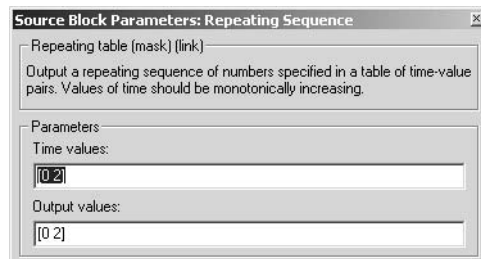 Source Block Parameters: Repeating Sequence
Repeating table (mask) (link)
Output a repeating sequence of numbers specified in a table of time-value
pairs. Values of time should be monotonically increasing.
Parameters
Time values:
[0 2]
Output values:
[0 2]